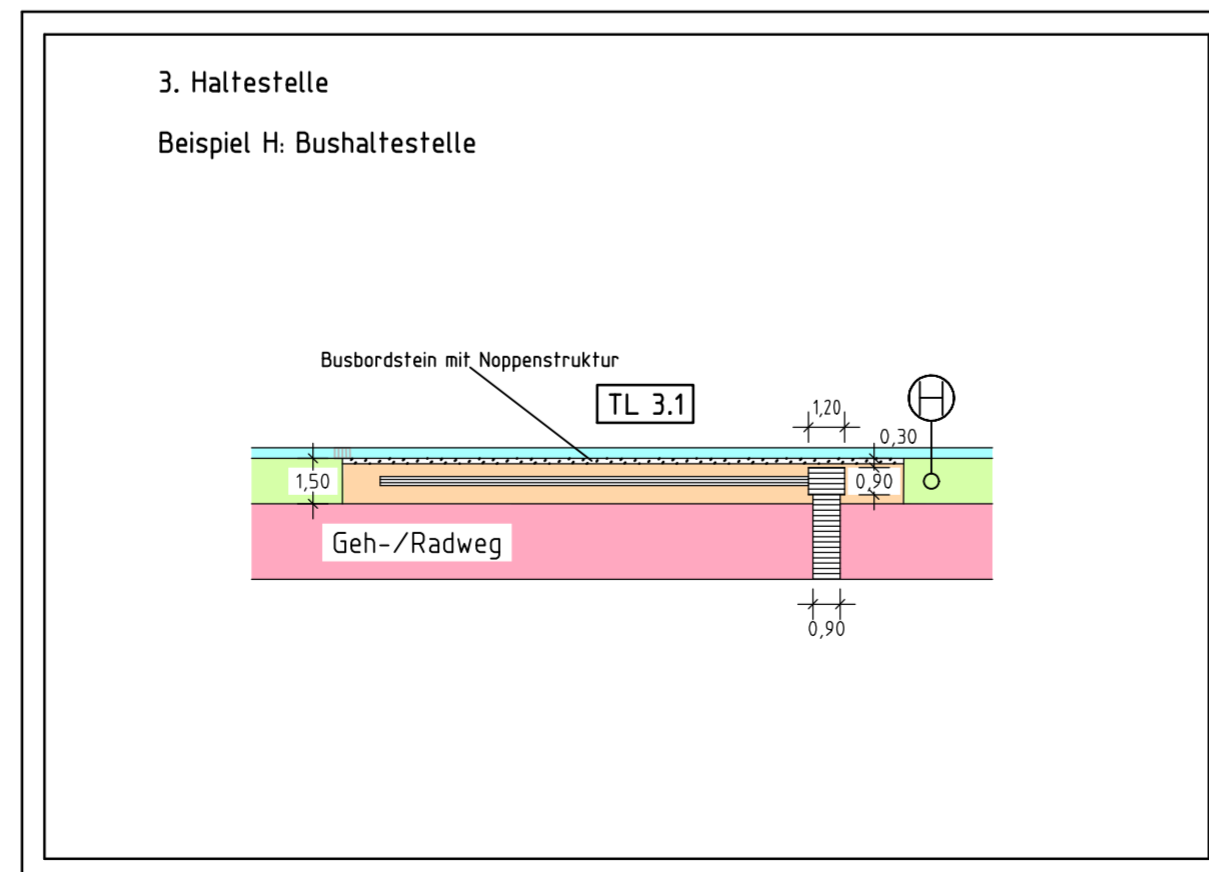 3. Haltestelle
Beispiel H: Bushaltestelle
Busbordstein mit Noppenstruktur
TL 3.1
1,20
H
0,30
1,50
0,90
Geh-/Radweg
0,90